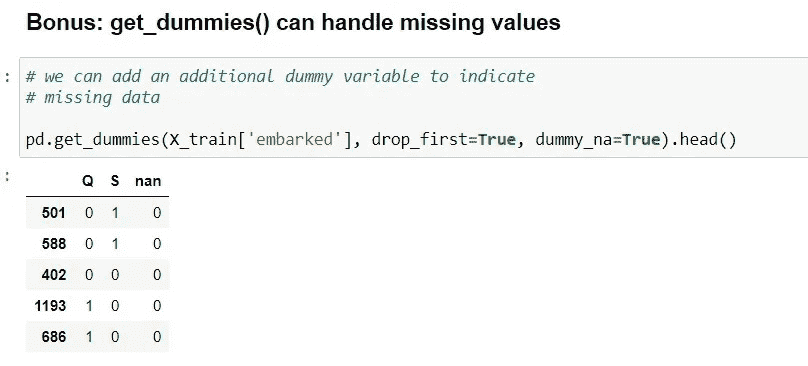 Bonus: get_dummies() can handle missing values
: # we can add an additional dummy variable to indicate
# missing data
pd.get_dummies(X_train['embarked'], drop_first=True, dummy_na=True).head()
:
Q S nan
501 0 1 0
588 0 1 0
402 0 0 0
1193 1 0 0
686 1 0 0